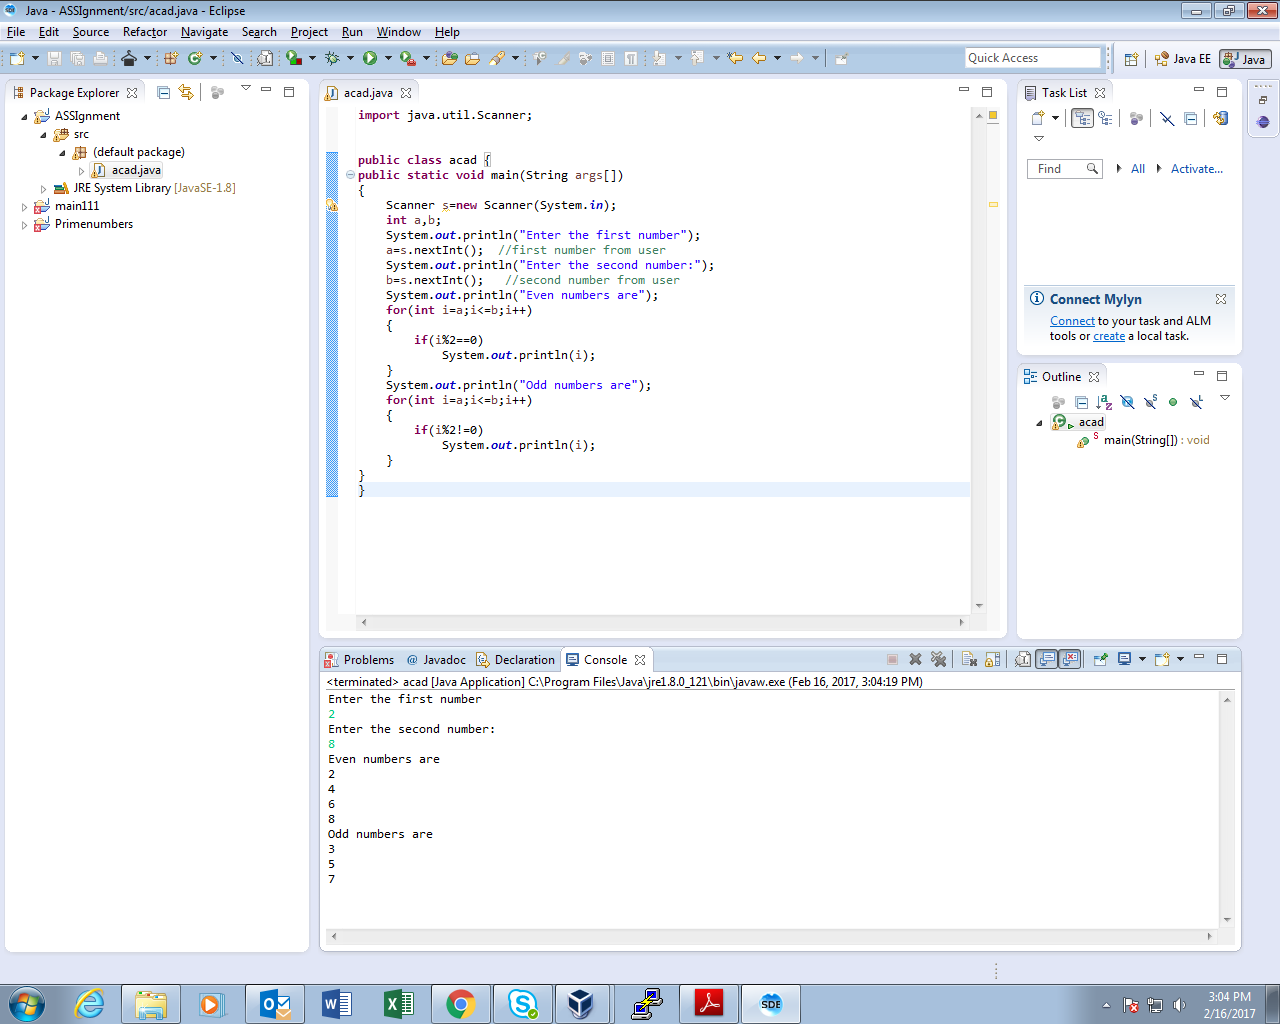 Java - ASSIgnment/src/acad.java - Eclipse
File Edit Source Refactor Navigate Search Project Run Window Help
Quick Access
Java EE
Java
Package Explorer
ASSIgnment
src
(default package)
acad.java
JRE System Library [JavaSE-1.8]
main111
Primenumbers
acad.java
import java.util.Scanner;
public class acad {
public static void main(String args[])
{
Scanner s=new Scanner(System.in);
int a,b;
System.out.println("Enter the first number");
a=s.nextInt(); //first number from user
System.out.println("Enter the second number:");
b=s.nextInt(); //second number from user
System.out.println("Even numbers are");
for(int i=a;i<=b;i++)
{
if(i%2==0)
System.out.println(i);
}
System.out.println("Odd numbers are");
for(int i=a;i<=b;i++)
{
if(i%2!=0)
System.out.println(i);
}
}
}
Task List
Find
All
Activate...
Connect Mylyn
Connect to your task and ALM
tools or create a local task.
Outline
acad
main(String[]) : void
Problems @ Javadoc Declaration Console
<terminated> acad [Java Application] C:\Program Files\Java\jre1.8.0_121\bin\javaw.exe (Feb 16, 2017, 3:04:19 PM)
Enter the first number
2
Enter the second number:
8
Even numbers are
2
4
6
8
Odd numbers are
3
5
7
SDE
3:04 PM
2/16/2017